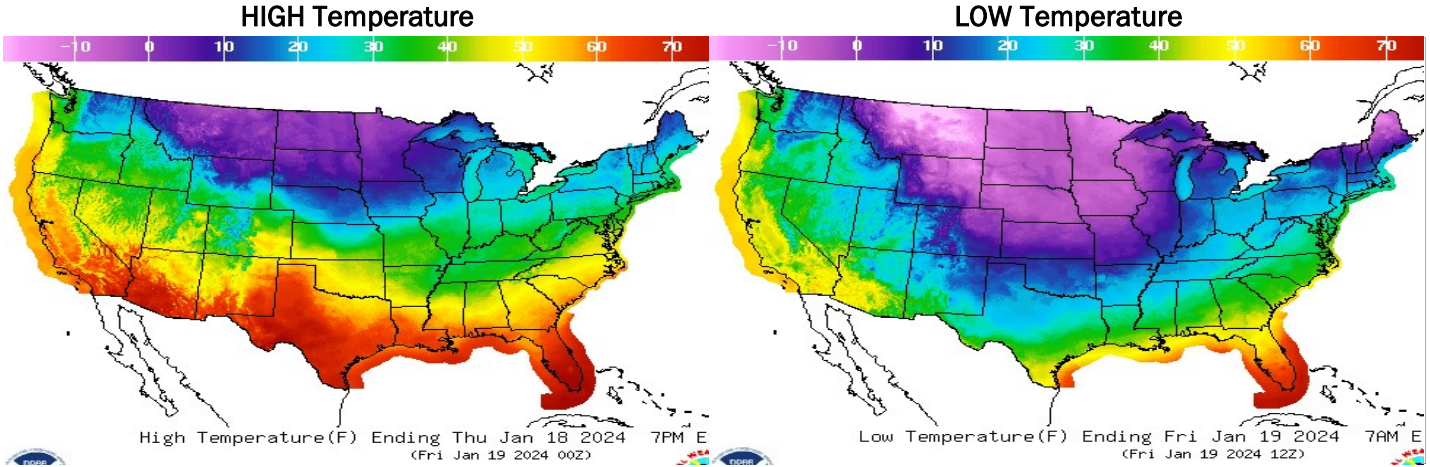 HIGH Temperature
LOW Temperature
-10 0 10 20 30 40 50 60 70
-10 0 10 20 30 40 50 60 70
High Temperature(F) Ending Thu Jan 18 2024 7PM E
(Fri Jan 19 2024 00Z)
Low Temperature(F) Ending Fri Jan 19 2024 7AM E
(Fri Jan 19 2024 12Z)
NOAA
NOAA